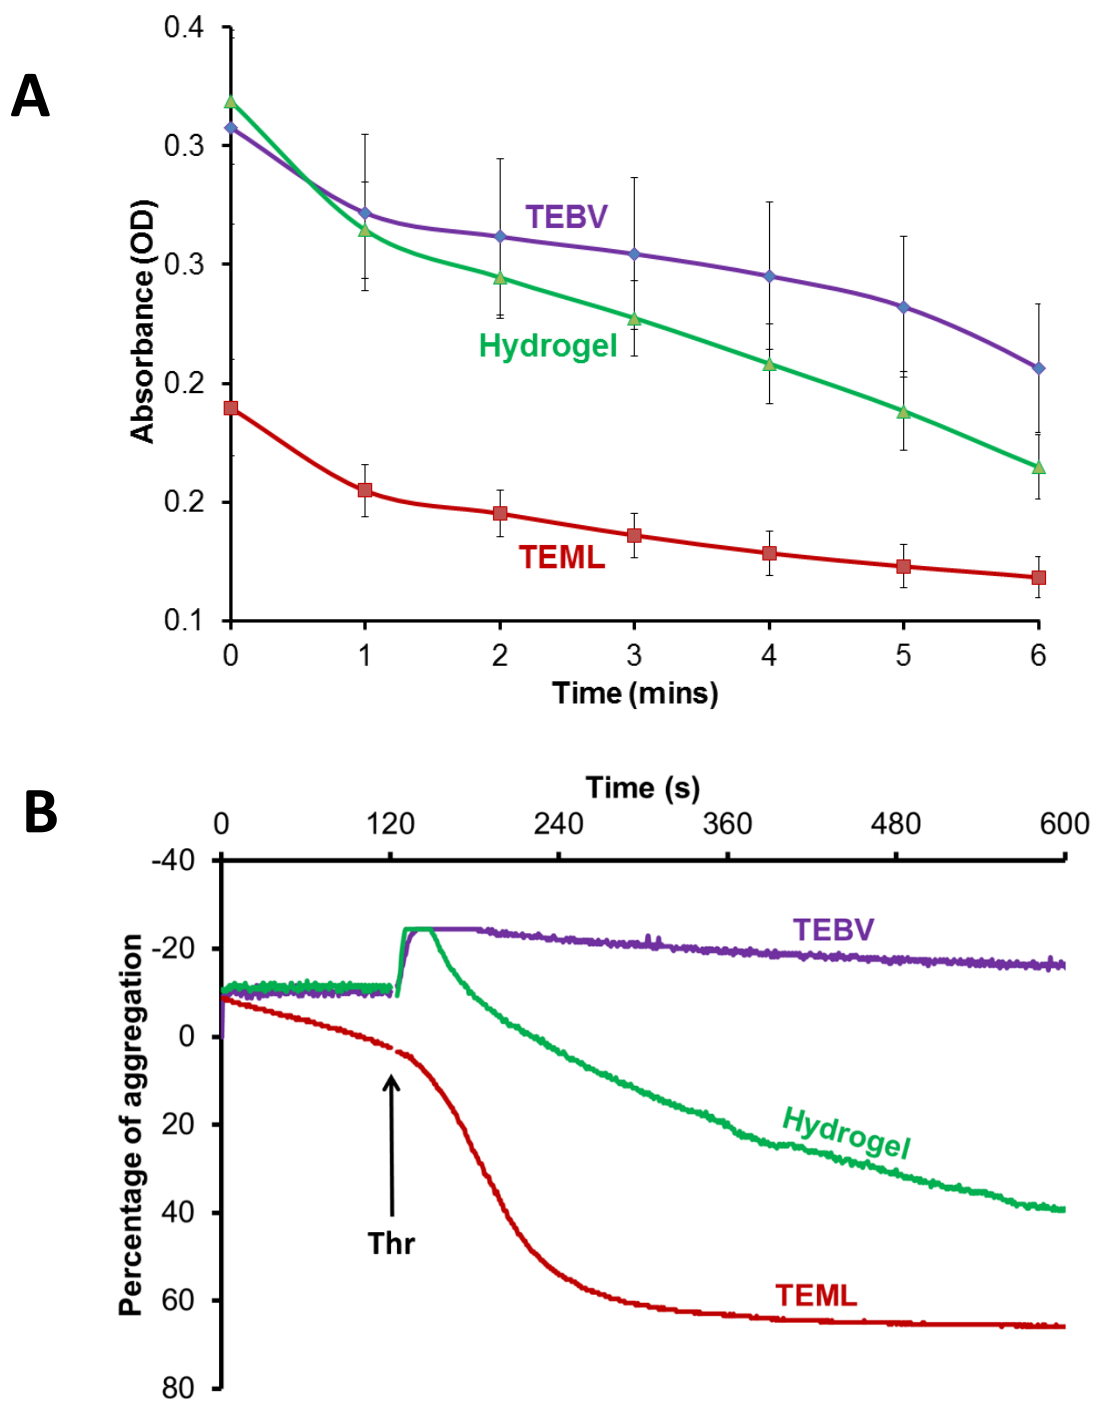 A
0.4
0.3
0.3
0.2
0.2
0.1
Absorbance (OD)
TEBV
Hydrogel
TEML
0 1 2 3 4 5 6
Time (mins)
B
Time (s)
0 120 240 360 480 600
-40
-20
0
20
40
60
80
Percentage of aggregation
TEBV
Hydrogel
Thr
TEML